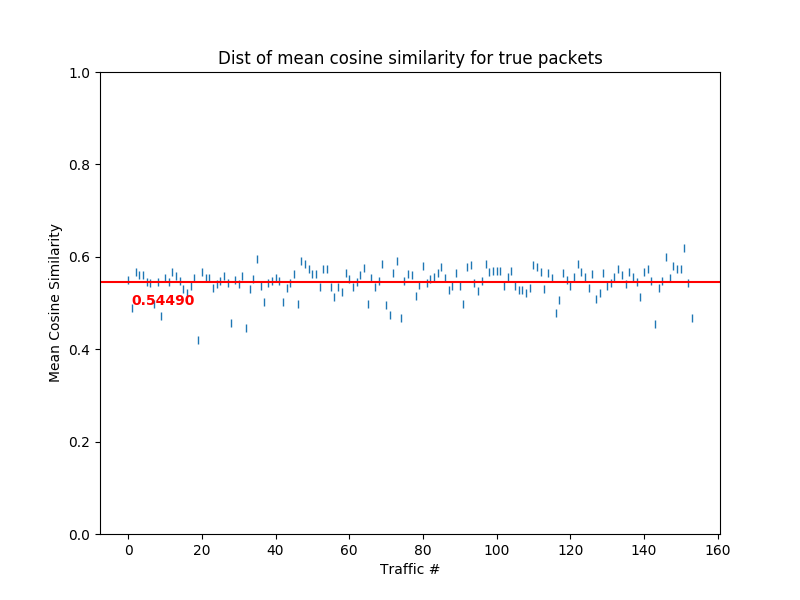 Dist of mean cosine similarity for true packets
1.0
0.8
0.6
0.4
0.2
0.0
Mean Cosine Similarity
0.54490
0 20 40 60 80 100 120 140 160
Traffic #